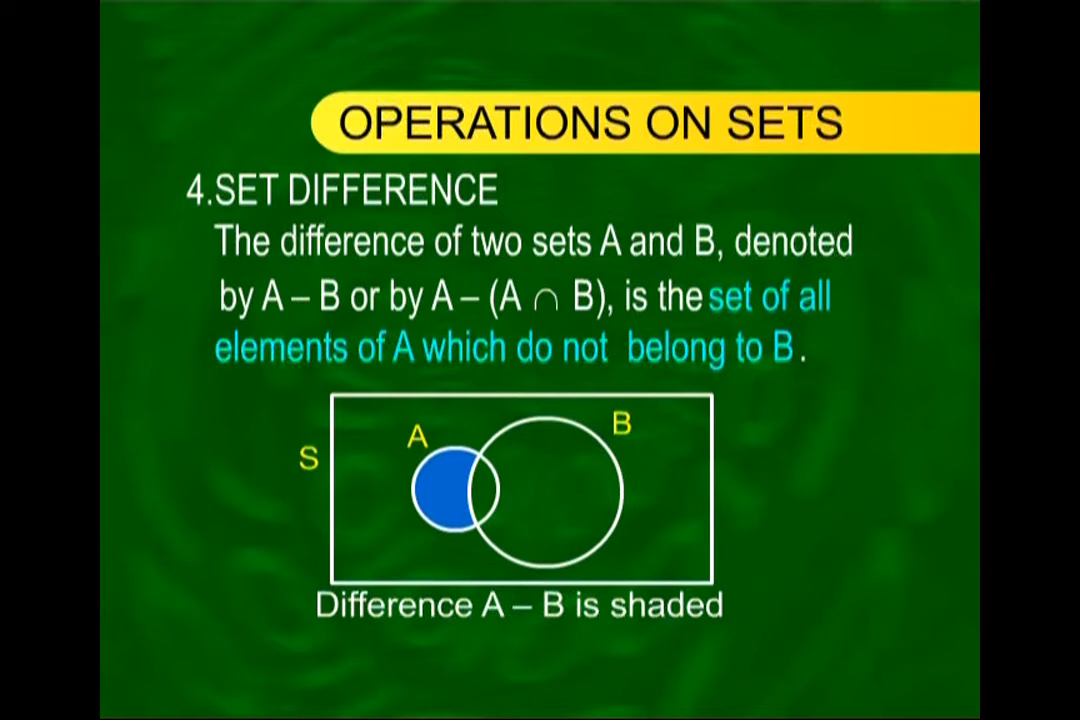 OPERATIONS ON SETS
4.SET DIFFERENCE
The difference of two sets A and B, denoted
by A – B or by A – (A ∩ B), is the set of all
elements of A which do not belong to B.
A
B
S
Difference A – B is shaded